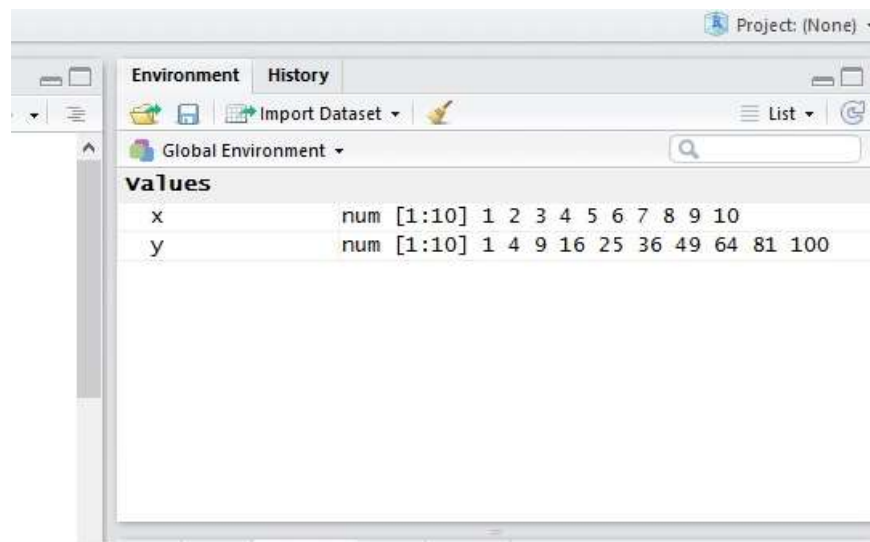 Project: (None)
Environment History
Import Dataset List
Global Environment
Values
x num [1:10] 1 2 3 4 5 6 7 8 9 10
y num [1:10] 1 4 9 16 25 36 49 64 81 100